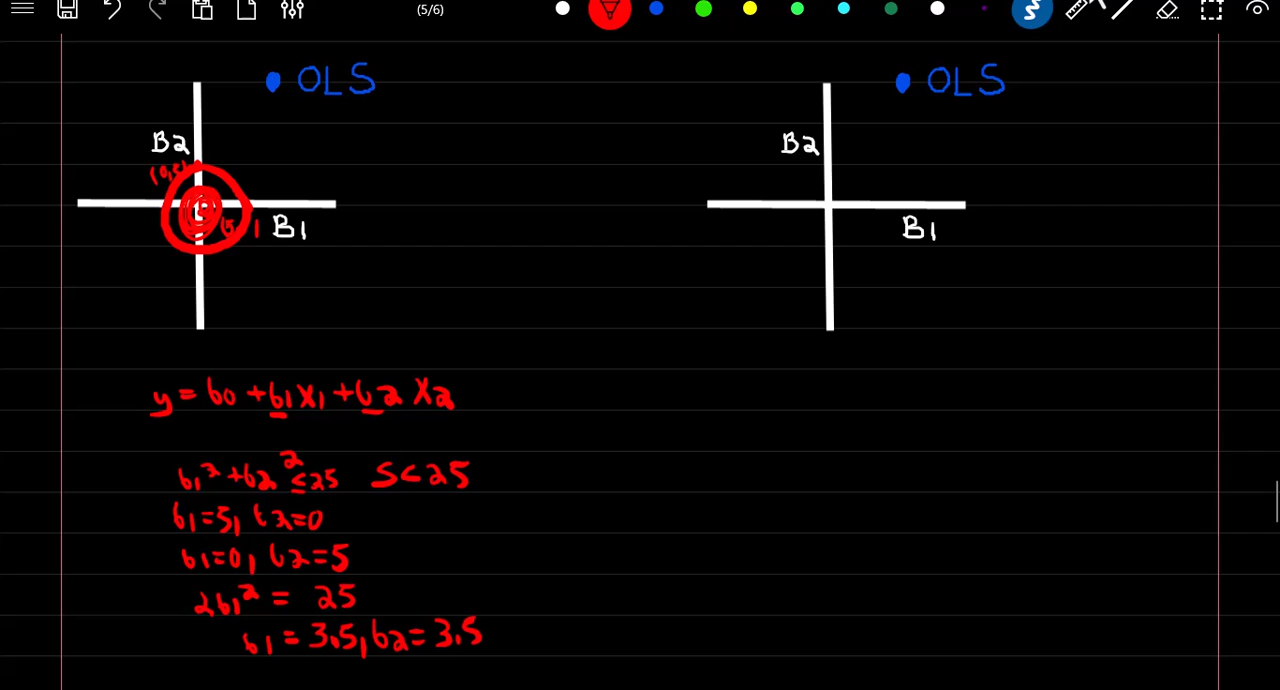 (5/6)
OLS
OLS
B2
B2
B1
B1
y = b0 + b1 x1 + b2 x2
b1² + b2² ≤ 25 S < 25
b1 = 5, b2 = 0
b1 = 0, b2 = 5
2b1² = 25
b1 = 3.5, b2 = 3.5